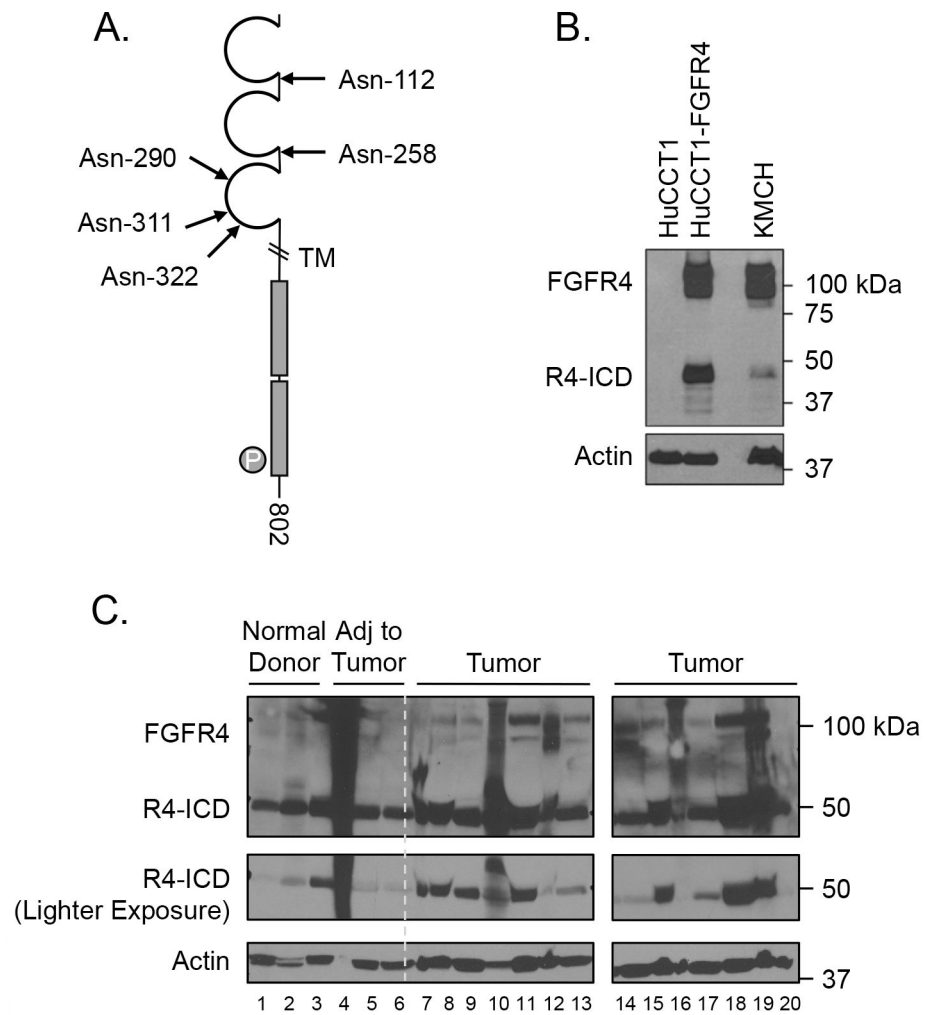 A.
Asn-112
Asn-258
Asn-290
Asn-311
Asn-322
TM
P
802
B.
HuCCT1
HuCCT1-FGFR4
KMCH
FGFR4
100 kDa
75
50
R4-ICD
37
Actin
37
C.
Normal Donor
Adj to Tumor
Tumor
Tumor
FGFR4
100 kDa
R4-ICD
50
R4-ICD
(Lighter Exposure)
50
Actin
37
1 2 3 4 5 6 7 8 9 10 11 12 13 14 15 16 17 18 19 20